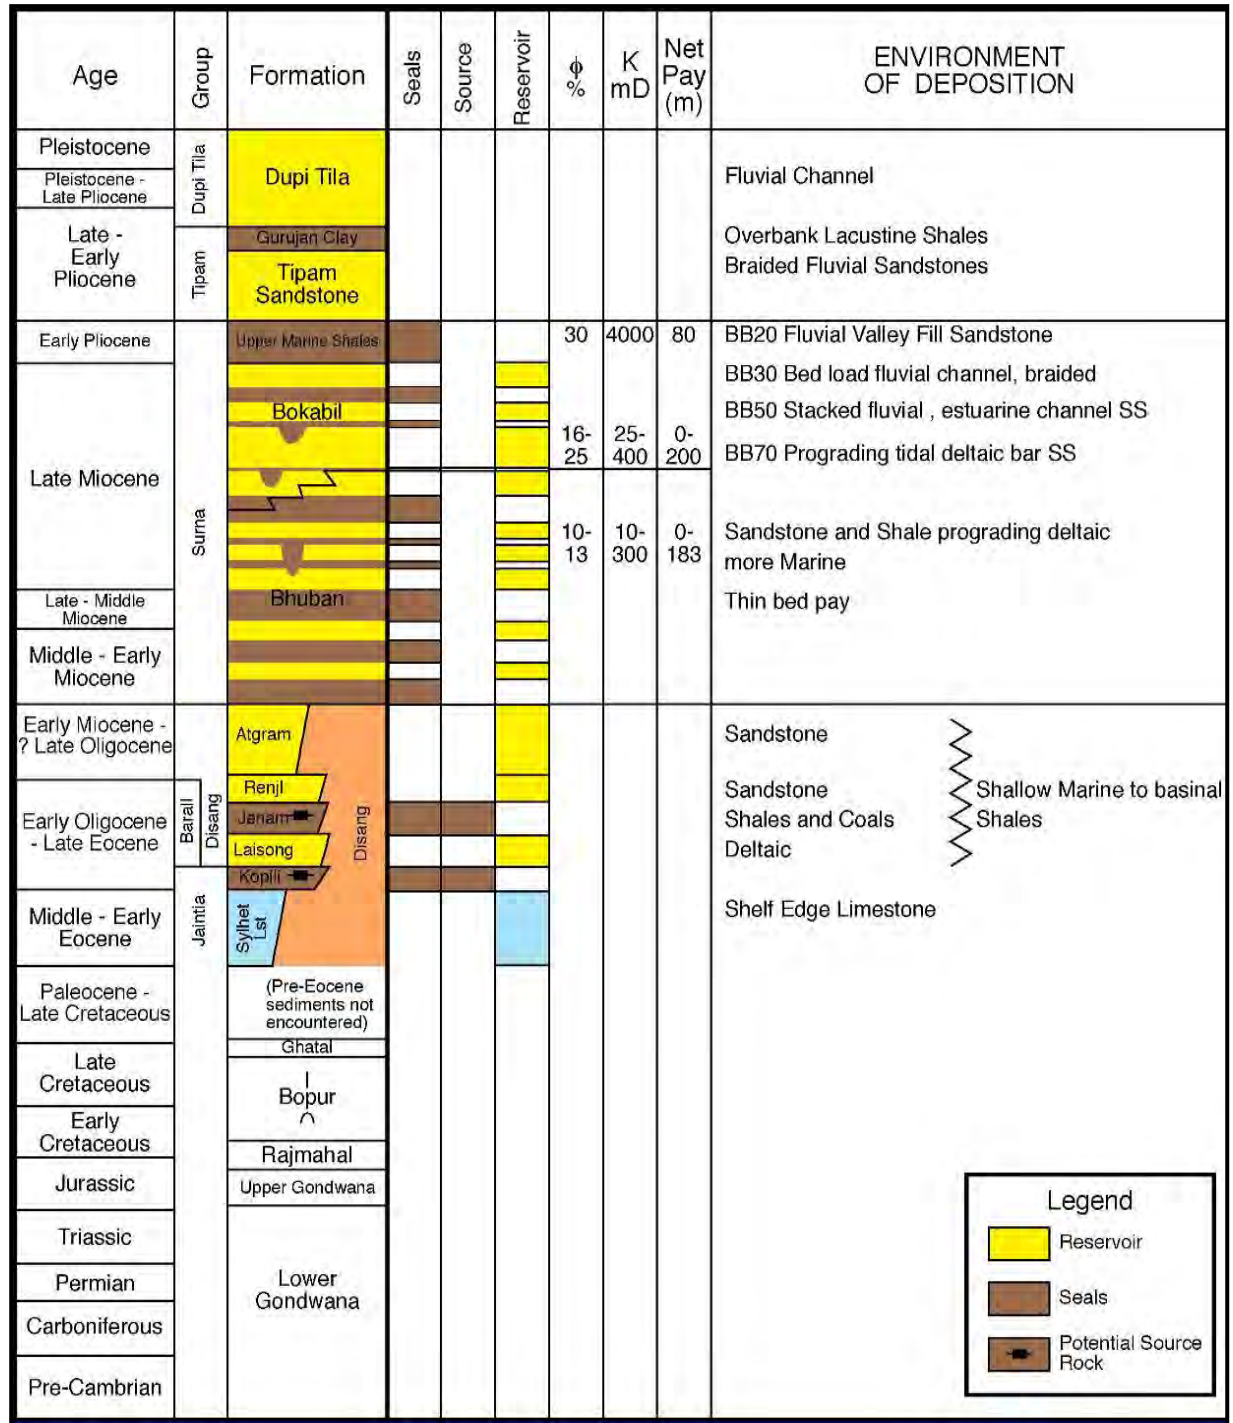 Age
Group
Formation
Seals
Source
Reservoir
ϕ
%
K
mD
Net
Pay
(m)
ENVIRONMENT
OF DEPOSITION
Pleistocene
Pleistocene -
Late Pliocene
Late -
Early
Pliocene
Early Pliocene
Late Miocene
Late - Middle
Miocene
Middle - Early
Miocene
Early Miocene -
? Late Oligocene
Early Oligocene
- Late Eocene
Middle - Early
Eocene
Paleocene -
Late Cretaceous
Late
Cretaceous
Early
Cretaceous
Jurassic
Triassic
Permian
Carboniferous
Pre-Cambrian
Dupi Tila
Tipam
Surna
Barail
Disang
Jaintia
Dupi Tila
Gurujan Clay
Tipam
Sandstone
Upper Marine Shales
Bokabil
Bhuban
Atgram
Renjl
Jenam
Laisong
Kopili
Disang
Sylhet
Lst
(Pre-Eocene
sediments not
encountered)
Ghatal
Bopur
Rajmahal
Upper Gondwana
Lower
Gondwana
30 4000 80
16-
25
25-
400
0-
200
10-
13
10-
300
0-
183
Fluvial Channel
Overbank Lacustine Shales
Braided Fluvial Sandstones
BB20 Fluvial Valley Fill Sandstone
BB30 Bed load fluvial channel, braided
BB50 Stacked fluvial , estuarine channel SS
BB70 Prograding tidal deltaic bar SS
Sandstone and Shale prograding deltaic
more Marine
Thin bed pay
Sandstone
Sandstone
Shales and Coals
Deltaic
Shallow Marine to basinal
Shales
Shelf Edge Limestone
Legend
Reservoir
Seals
Potential Source
Rock